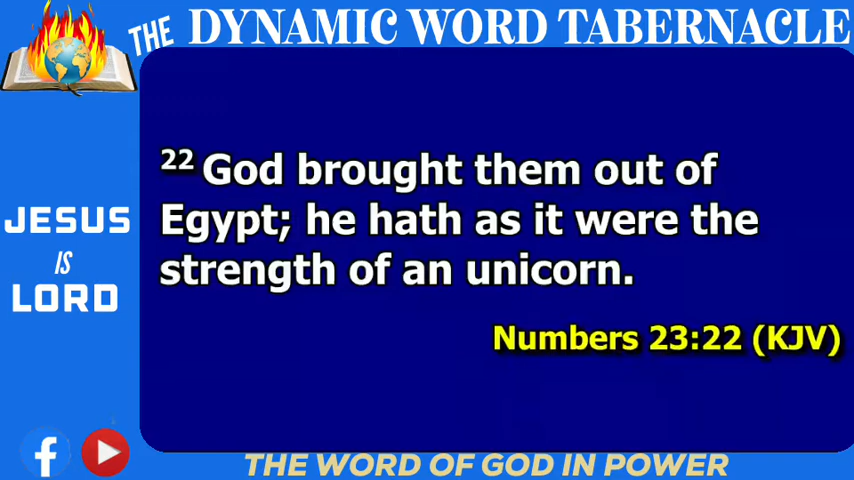 THE DYNAMIC WORD TABERNACLE
22 God brought them out of
Egypt; he hath as it were the
strength of an unicorn.
Numbers 23:22 (KJV)
JESUS
IS
LORD
f
THE WORD OF GOD IN POWER